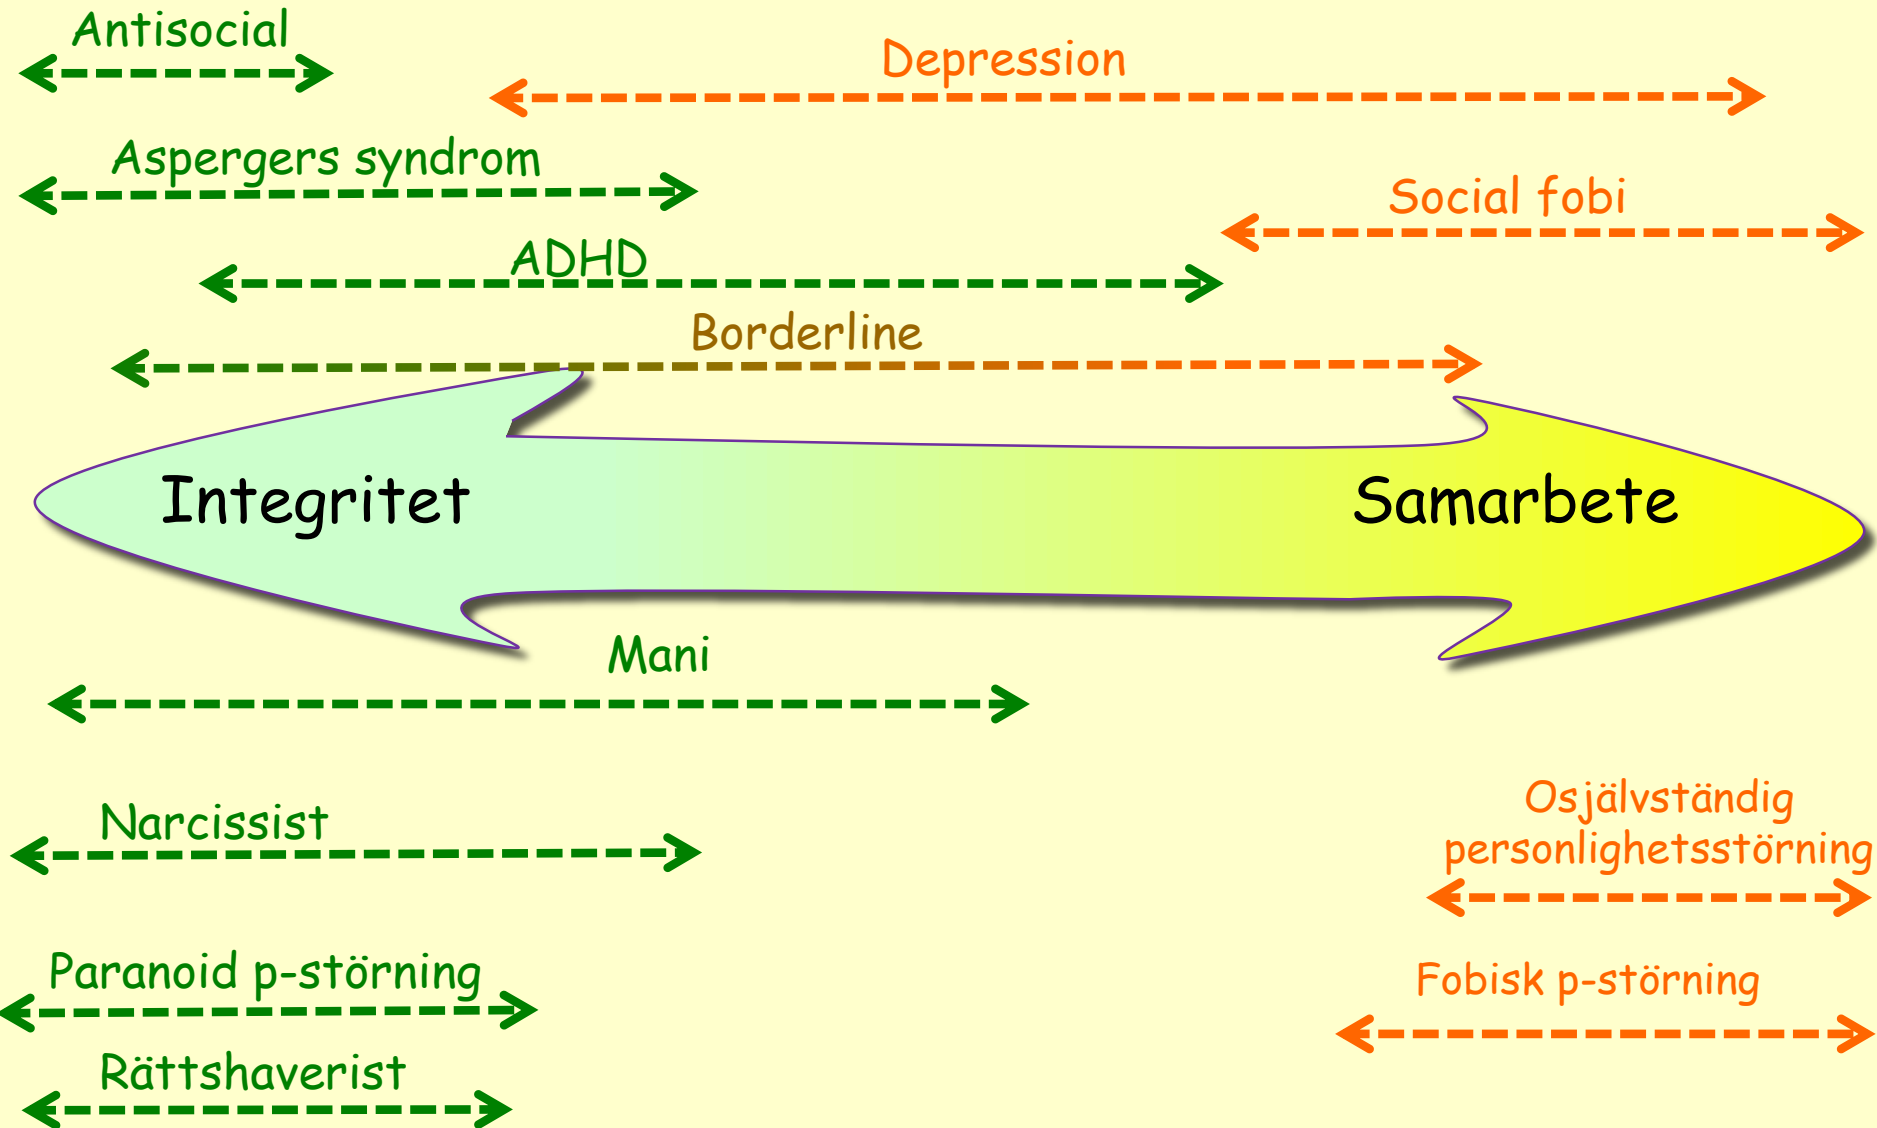 Antisocial
Depression
Aspergers syndrom
Social fobi
ADHD
Borderline
Integritet
Samarbete
Mani
Narcissist
Osjälvständig
personlighetsstörning
Paranoid p-störning
Fobisk p-störning
Rättshaverist